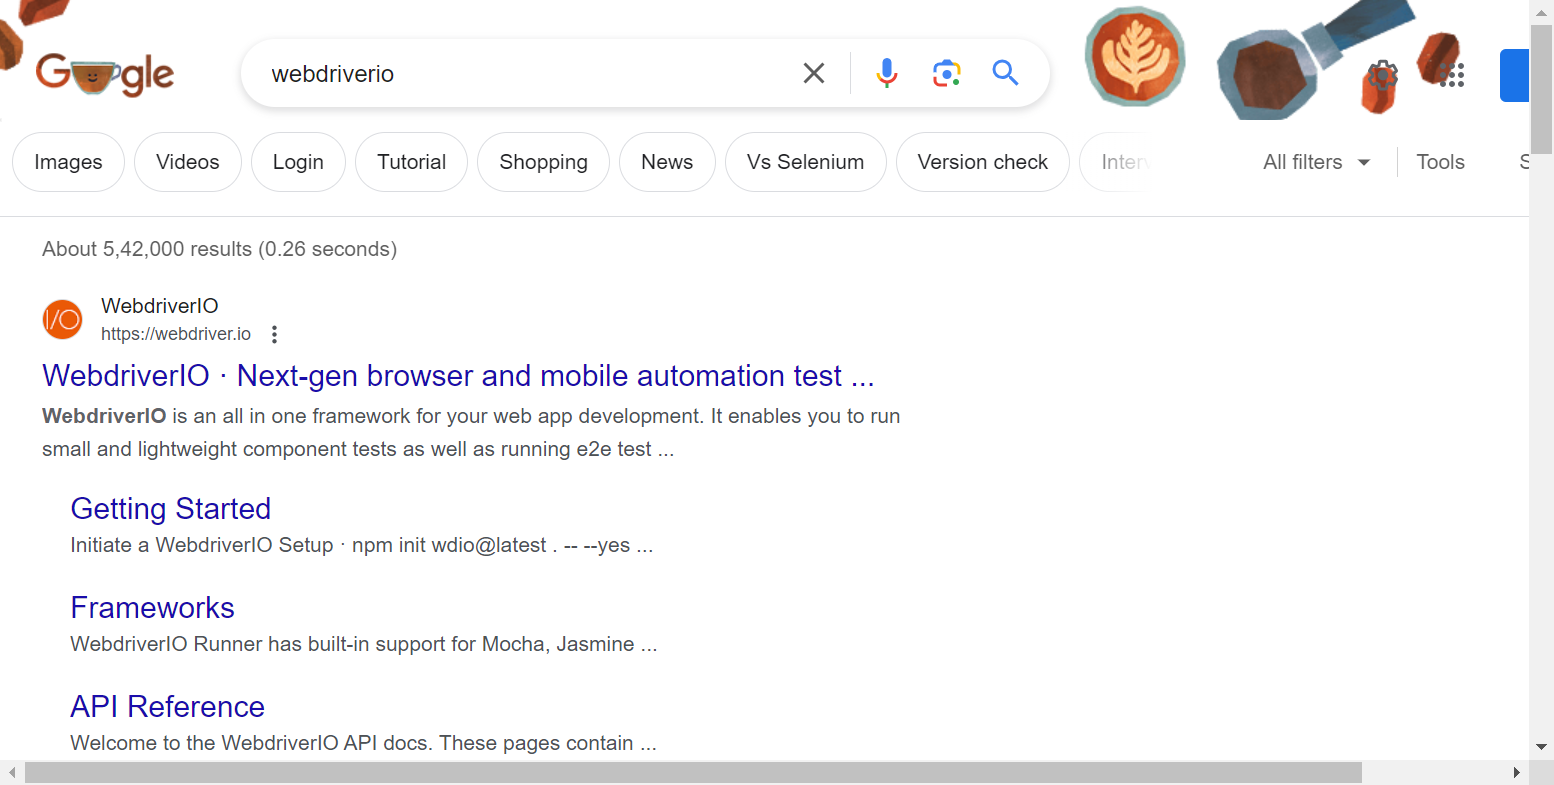 Google
webdriverio
Images
Videos
Login
Tutorial
Shopping
News
Vs Selenium
Version check
All filters
Tools
About 5,42,000 results (0.26 seconds)
I/O
WebdriverIO
https://webdriver.io
WebdriverIO · Next-gen browser and mobile automation test ...
WebdriverIO is an all in one framework for your web app development. It enables you to run
small and lightweight component tests as well as running e2e test ...
Getting Started
Initiate a WebdriverIO Setup · npm init wdio@latest . -- --yes ...
Frameworks
WebdriverIO Runner has built-in support for Mocha, Jasmine ...
API Reference
Welcome to the WebdriverIO API docs. These pages contain ...